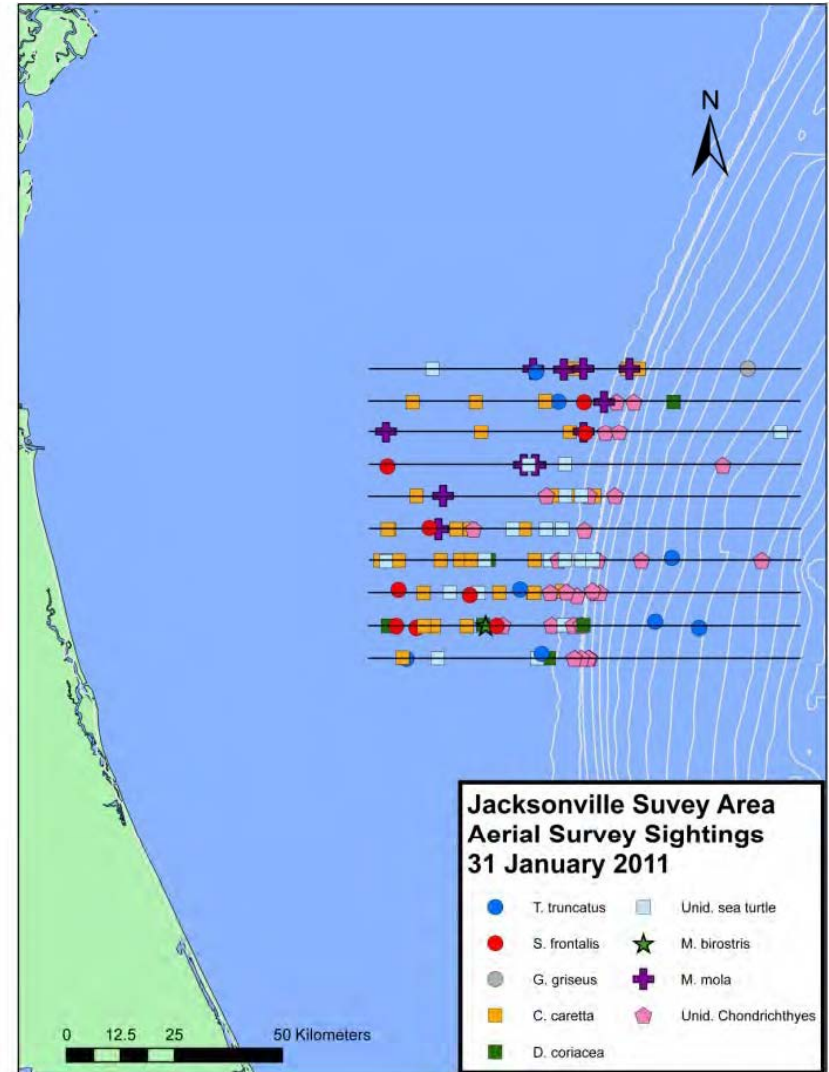 N
Jacksonville Suvey Area
Aerial Survey Sightings
31 January 2011
T. truncatus
Unid. sea turtle
S. frontalis
M. birostris
G. griseus
M. mola
C. caretta
Unid. Chondrichthyes
D. coriacea
0 12.5 25 50 Kilometers